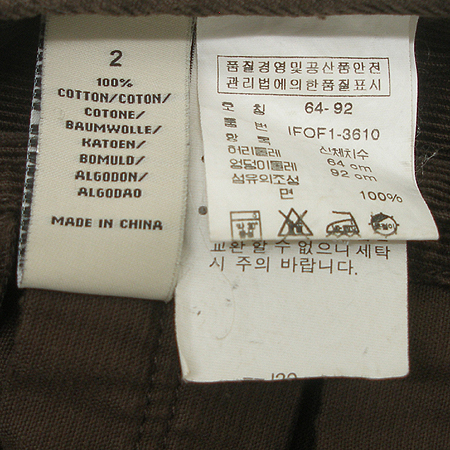 2
100%
COTTON/COTON/
COTONE/
BAUMWOLLE/
KATOEN/
BOMULD/
ALGODON/
ALGODAO
MADE IN CHINA
품질경영및공산품안전
관리법에의한품질표시
호 칭 64-92
품 번 IFOF1-3610
항 목 신체치수
허리둘레 64 cm
엉덩이둘레 92 cm
섬유의조성
면 100%
교환 할 수 없으니 세탁
시 주의 바랍니다.